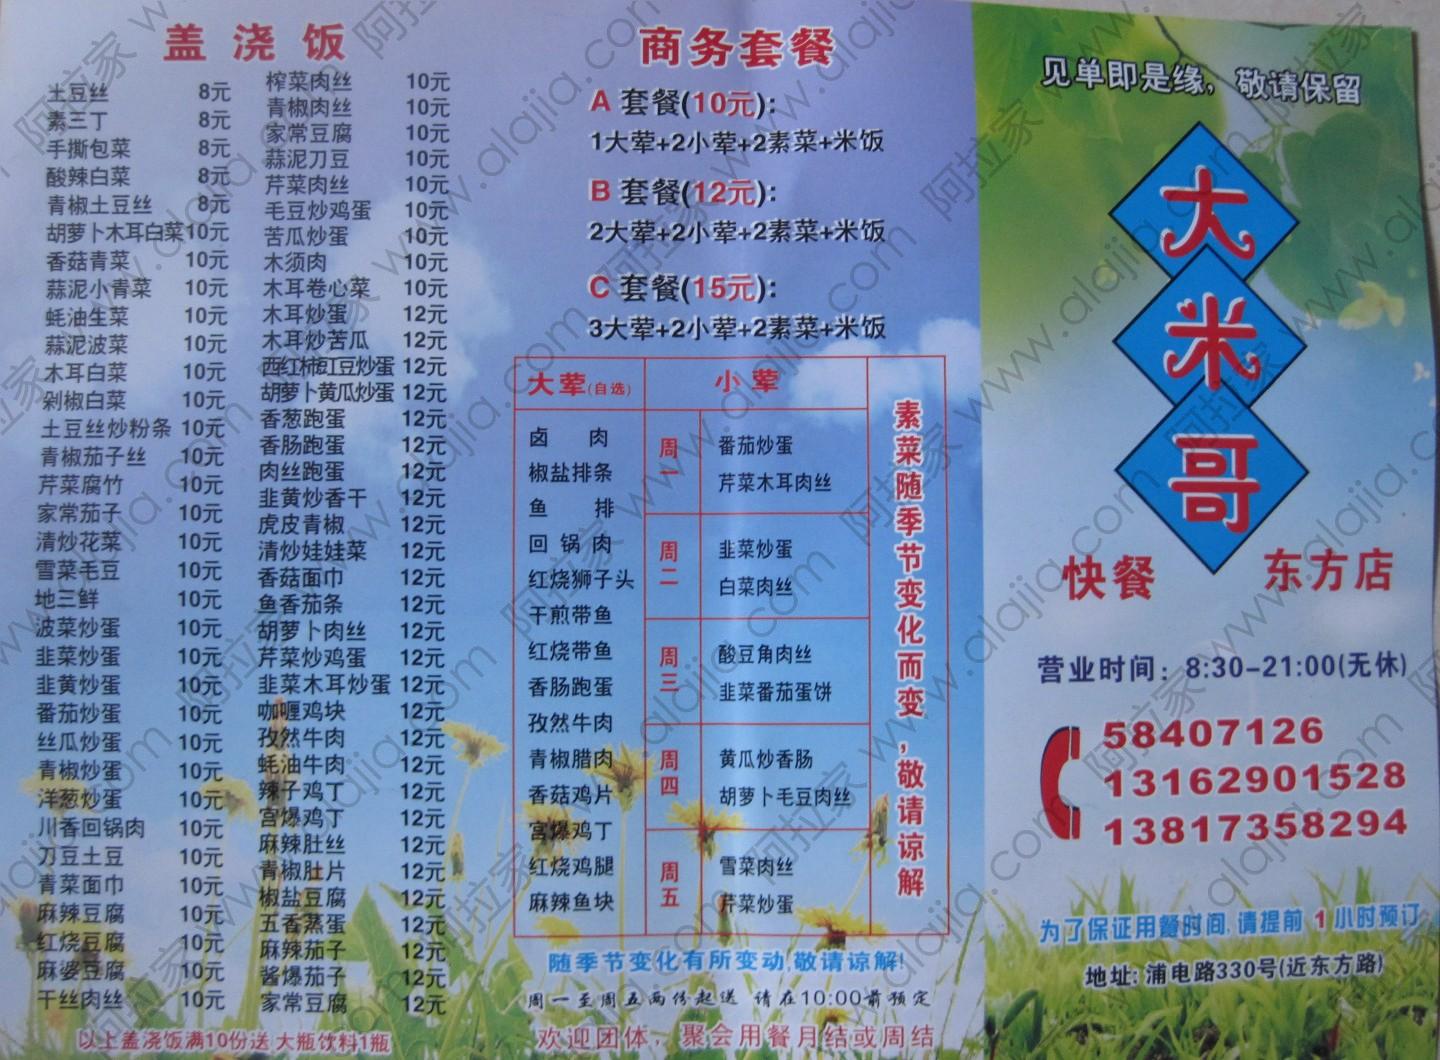 盖浇饭
土豆丝 8元
素三丁 8元
手撕包菜 8元
酸辣白菜 8元
青椒土豆丝 8元
胡萝卜木耳白菜10元
香菇青菜 10元
蒜泥小青菜 10元
蚝油生菜 10元
蒜泥波菜 10元
木耳白菜 10元
剁椒白菜 10元
土豆丝炒粉条 10元
青椒茄子丝 10元
芹菜腐竹 10元
家常茄子 10元
清炒花菜 10元
雪菜毛豆 10元
地三鲜 10元
波菜炒蛋 10元
韭菜炒蛋 10元
韭黄炒蛋 10元
番茄炒蛋 10元
丝瓜炒蛋 10元
青椒炒蛋 10元
洋葱炒蛋 10元
川香回锅肉 10元
刀豆土豆 10元
青菜面巾 10元
麻辣豆腐 10元
红烧豆腐 10元
麻婆豆腐 10元
干丝肉丝 10元
榨菜肉丝 10元
青椒肉丝 10元
家常豆腐 10元
蒜泥刀豆 10元
芹菜肉丝 10元
毛豆炒鸡蛋 10元
苦瓜炒蛋 10元
木须肉 10元
木耳卷心菜 10元
木耳炒蛋 12元
木耳炒苦瓜 12元
西红柿豇豆炒蛋 12元
胡萝卜黄瓜炒蛋 12元
香葱跑蛋 12元
香肠跑蛋 12元
肉丝跑蛋 12元
韭黄炒香干 12元
虎皮青椒 12元
清炒娃娃菜 12元
香菇面巾 12元
鱼香茄条 12元
胡萝卜肉丝 12元
芹菜炒鸡蛋 12元
韭菜木耳炒蛋 12元
咖喱鸡块 12元
孜然牛肉 12元
蚝油牛肉 12元
辣子鸡丁 12元
宫爆鸡丁 12元
麻辣肚丝 12元
青椒肚片 12元
椒盐豆腐 12元
五香蒸蛋 12元
麻辣茄子 12元
酱爆茄子 12元
家常豆腐 12元
以上盖浇饭满10份送 大瓶饮料1瓶
商务套餐
A 套餐(10元):
1大荤+2小荤+2素菜+米饭
B 套餐(12元):
2大荤+2小荤+2素菜+米饭
C 套餐(15元):
3大荤+2小荤+2素菜+米饭
大荤(自选)
卤 肉
椒盐排条
鱼 排
回 锅 肉
红烧狮子头
干煎带鱼
红烧带鱼
香肠跑蛋
孜然牛肉
青椒腊肉
香菇鸡片
宫爆鸡丁
红烧鸡腿
麻辣鱼块
小荤
周一
番茄炒蛋
芹菜木耳肉丝
周二
韭菜炒蛋
白菜肉丝
周三
酸豆角肉丝
韭菜番茄蛋饼
周四
黄瓜炒香肠
胡萝卜毛豆肉丝
周五
雪菜肉丝
芹菜炒蛋
素菜随季节变化而变,敬请谅解
随季节变化有所变动,敬请谅解!
周一至周五两份起送 请在10:00前预定
欢迎团体，聚会用餐月结或周结
见单即是缘，敬请保留
大米哥
快餐 东方店
营业时间：8:30-21:00(无休)
58407126
13162901528
13817358294
为了保证用餐时间,请提前 1 小时预订
地址:浦电路330号(近东方路)
阿拉家 www.alajia.com